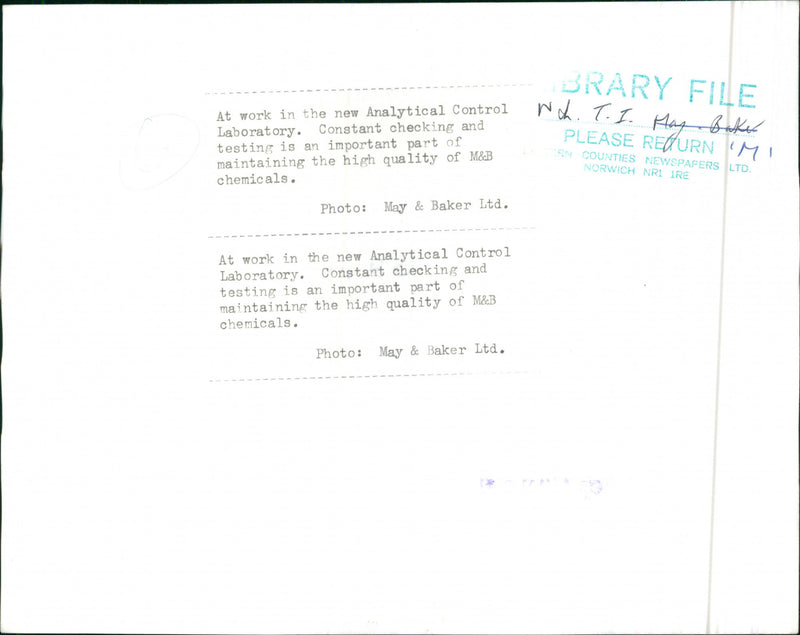 At work in the new Analytical Control
Laboratory. Constant checking and
testing is an important part of
maintaining the high quality of M&B
chemicals.
Photo: May & Baker Ltd.
At work in the new Analytical Control
Laboratory. Constant checking and
testing is an important part of
maintaining the high quality of M&B
chemicals.
Photo: May & Baker Ltd.
BRARY FILE
T.I. May Baker
PLEASE RETURN 'M'
COUNTIES NEWSPAPERS LTD.
NORWICH NR1 1RE